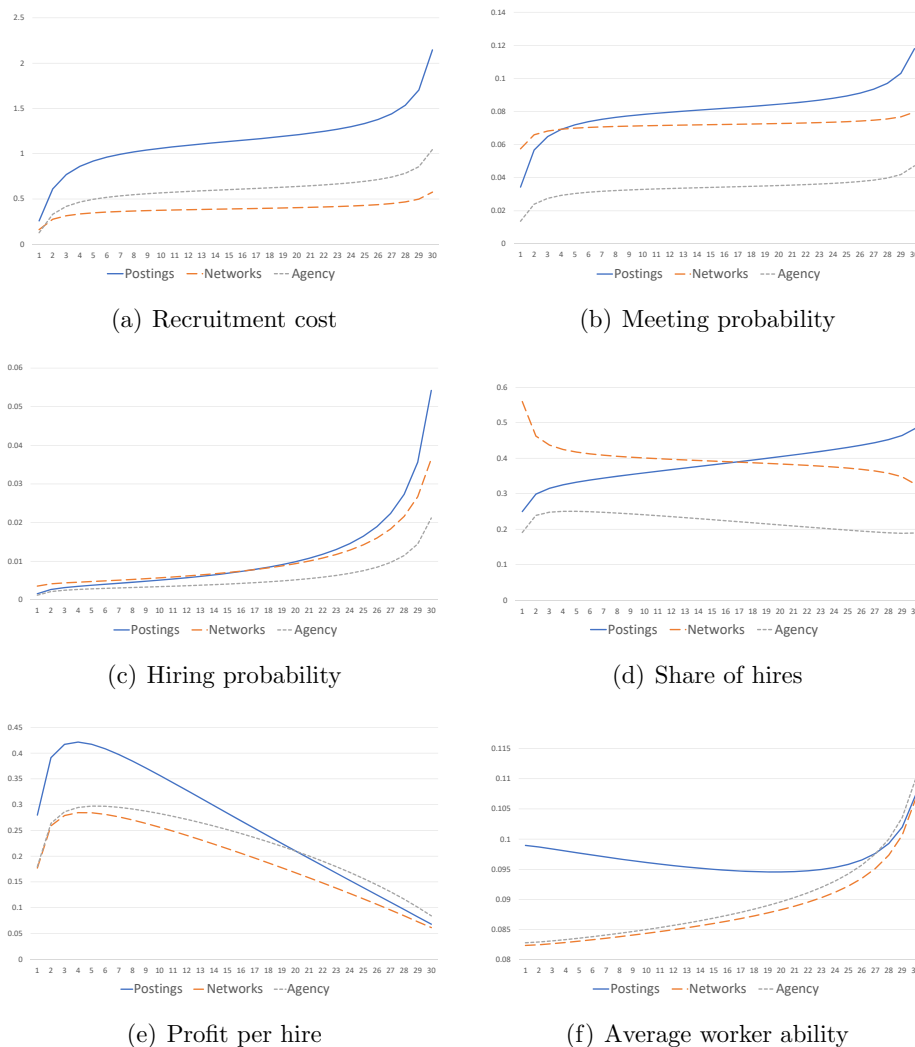 2.5
2
1.5
1
0.5
0
1 2 3 4 5 6 7 8 9 10 11 12 13 14 15 16 17 18 19 20 21 22 23 24 25 26 27 28 29 30
Postings Networks Agency
(a) Recruitment cost
0.14
0.12
0.1
0.08
0.06
0.04
0.02
0
1 2 3 4 5 6 7 8 9 10 11 12 13 14 15 16 17 18 19 20 21 22 23 24 25 26 27 28 29
Postings Networks Agency
(b) Meeting probability
0.06
0.05
0.04
0.03
0.02
0.01
0
1 2 3 4 5 6 7 8 9 10 11 12 13 14 15 16 17 18 19 20 21 22 23 24 25 26 27 28 29 30
Postings Networks Agency
(c) Hiring probability
0.6
0.5
0.4
0.3
0.2
0.1
0
1 2 3 4 5 6 7 8 9 10 11 12 13 14 15 16 17 18 19 20 21 22 23 24 25 26 27 28 29
Postings Networks Agency
(d) Share of hires
0.45
0.4
0.35
0.3
0.25
0.2
0.15
0.1
0.05
0
1 2 3 4 5 6 7 8 9 10 11 12 13 14 15 16 17 18 19 20 21 22 23 24 25 26 27 28 29 30
Postings Networks Agency
(e) Profit per hire
0.115
0.11
0.105
0.1
0.095
0.09
0.085
0.08
1 2 3 4 5 6 7 8 9 10 11 12 13 14 15 16 17 18 19 20 21 22 23 24 25 26 27 28 29
Postings Networks Agency
(f) Average worker ability